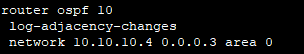 router ospf 10
log-adjacency-changes
network 10.10.10.4 0.0.0.3 area 0